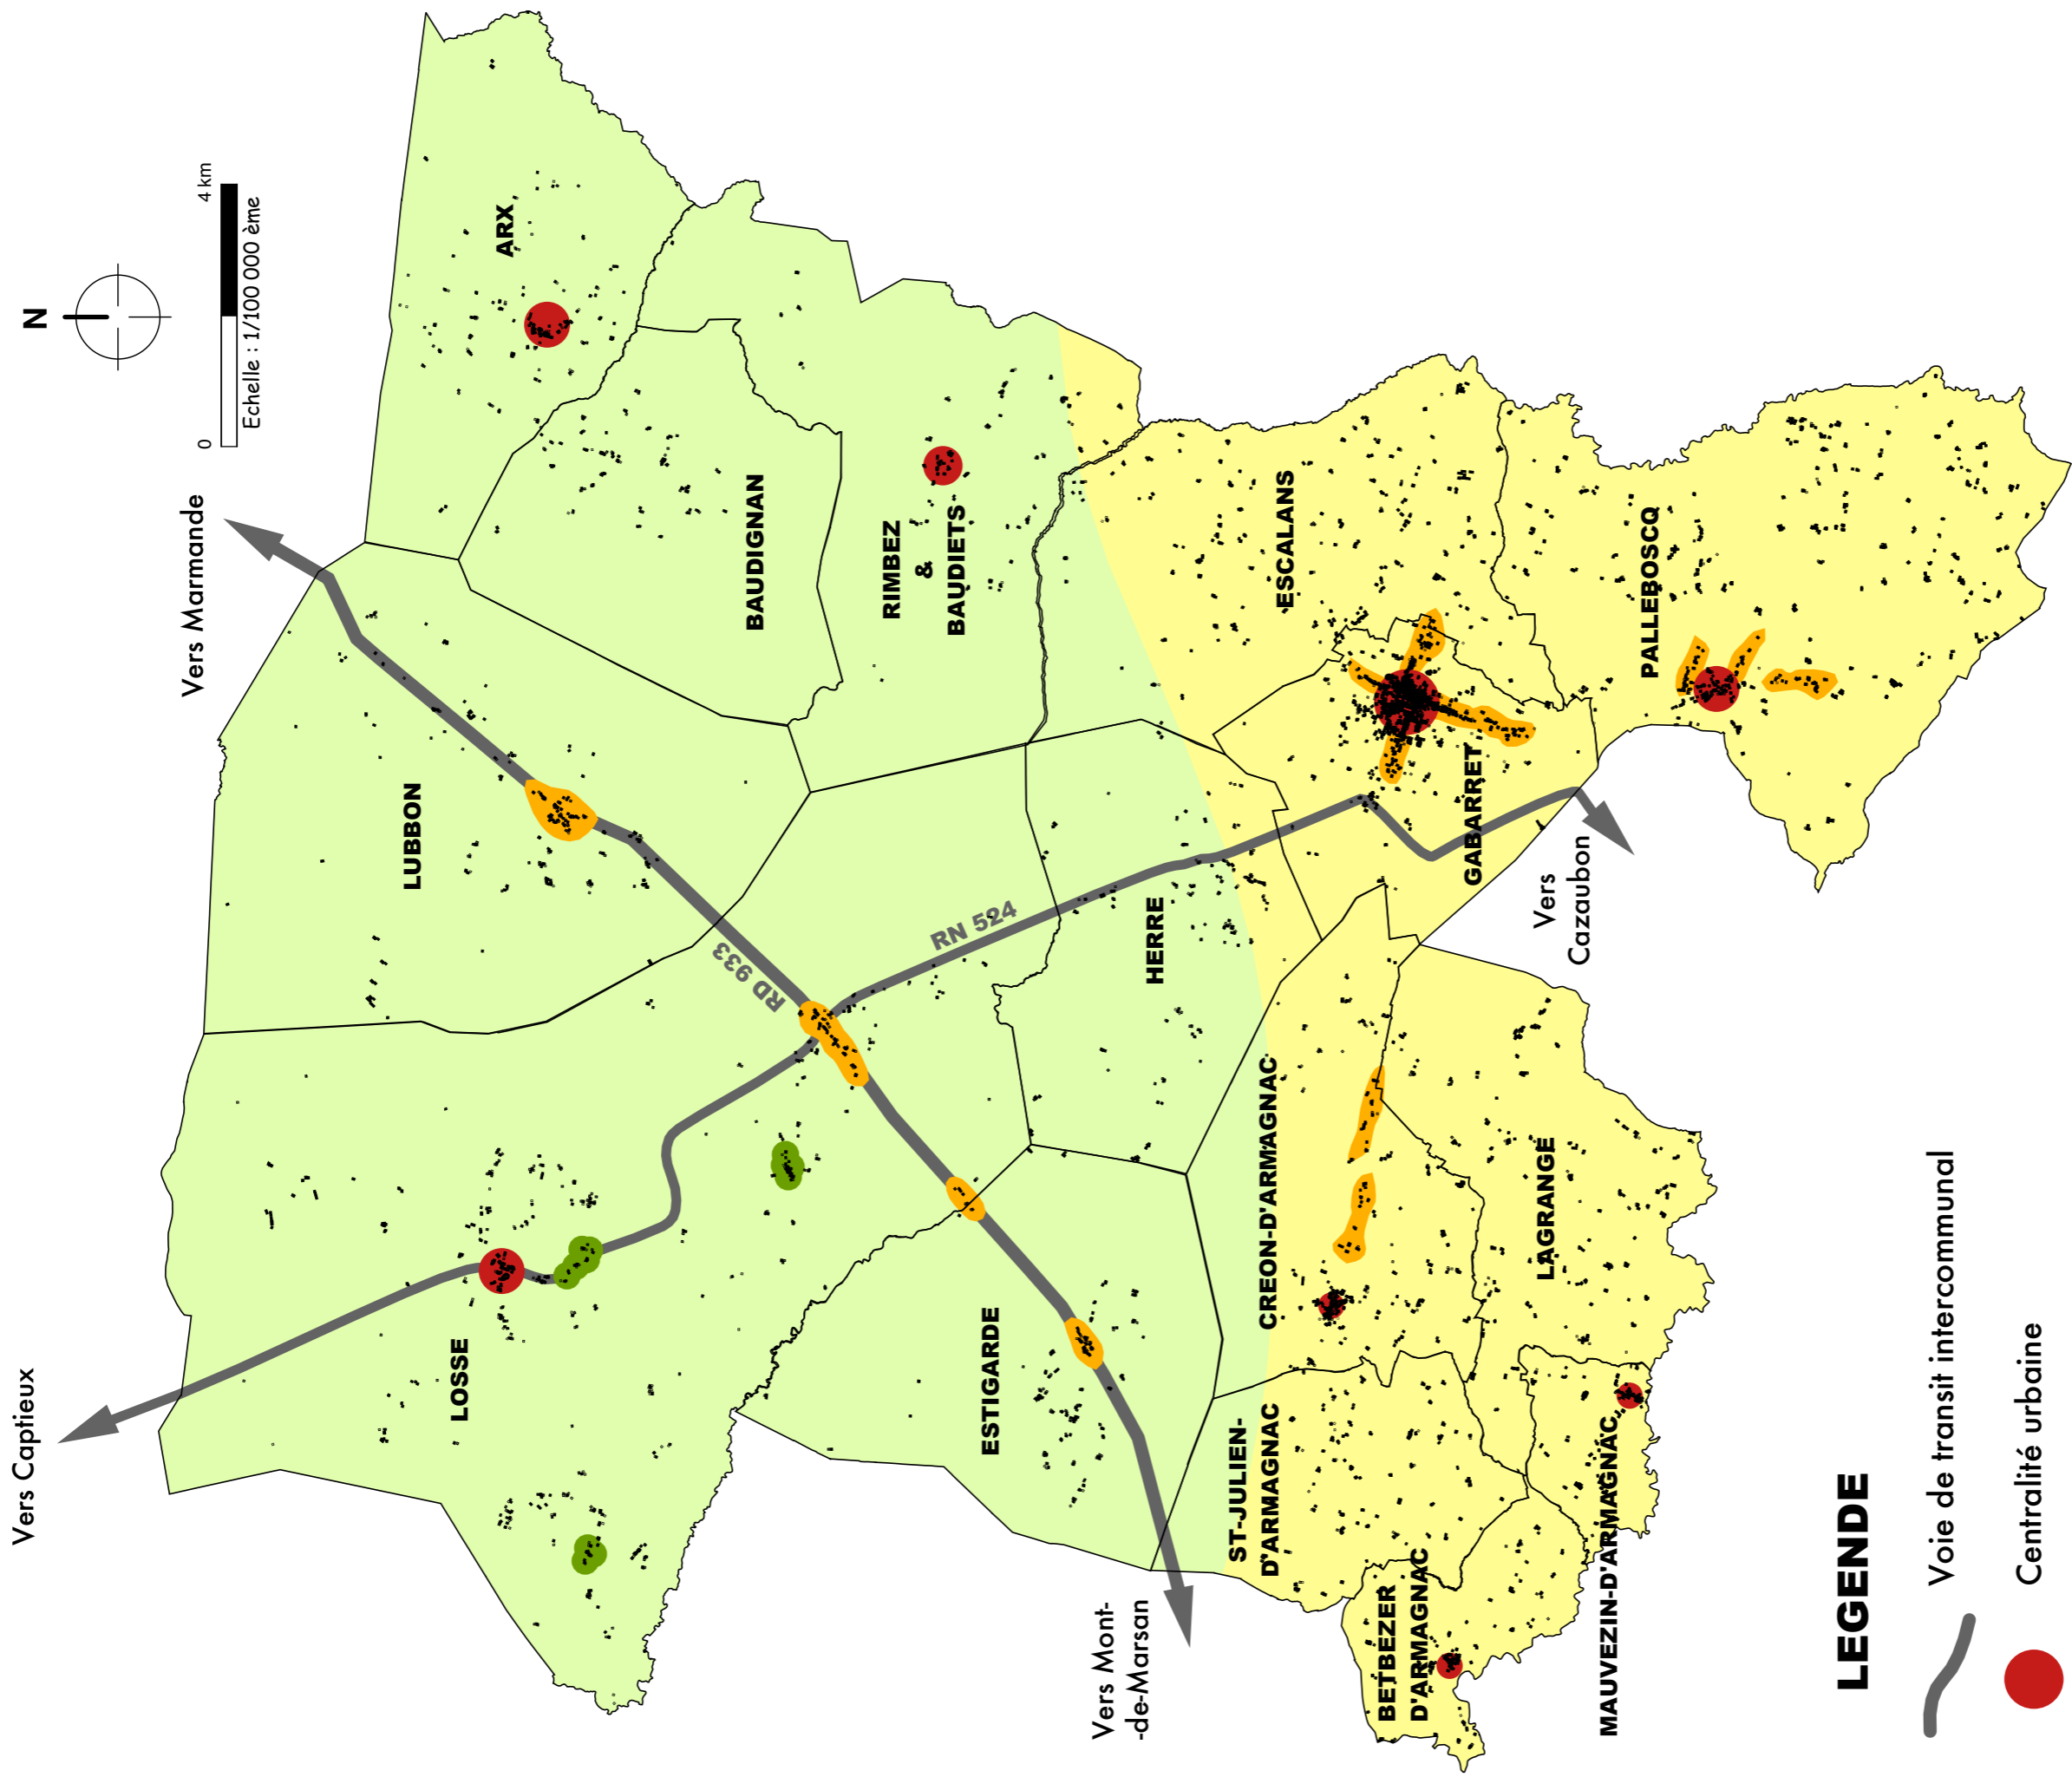 N
0
4 km
Echelle : 1/100 000 ème
Vers Captieux
Vers Marmande
ARX
LUBBON
LOSSE
BAUDIGNAN
RD 933
RIMBEZ
&
BAUDIETS
RN 524
ESTIGARDE
HERRE
Vers Mont-
-de-Marsan
ST-JULIEN-
D'ARMAGNAC
CREON-D'ARMAGNAC
ESCALANS
BETBEZER
D'ARMAGNAC
GABARRET
LAGRANGE
Vers
Cazaubon
MAUVEZIN-D'ARMAGNAC
PALLEBOSCQ
LEGENDE
Voie de transit intercommunal
Centralité urbaine